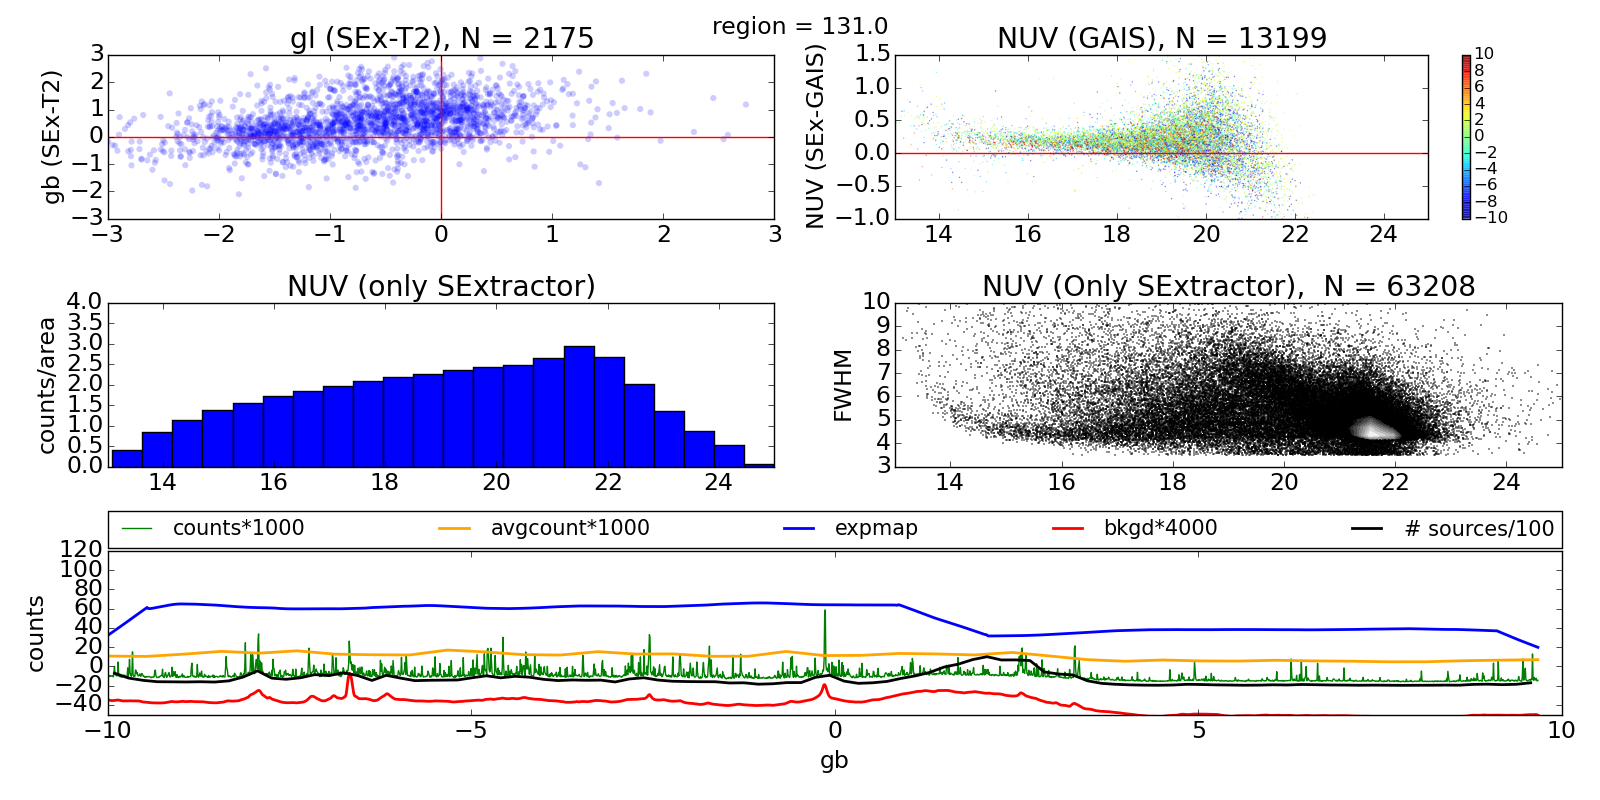 region = 131.0
gl (SEx-T2), N = 2175
gb (SEx-T2)
3
2
1
0
−1
−2
−3
−3 −2 −1 0 1 2 3
NUV (GAIS), N = 13199
NUV (SEx-GAIS)
1.5
1.0
0.5
0.0
−0.5
−1.0
14 16 18 20 22 24
10
8
6
4
2
0
−2
−4
−6
−8
−10
NUV (only SExtractor)
counts/area
4.0
3.5
3.0
2.5
2.0
1.5
1.0
0.5
0.0
14 16 18 20 22 24
NUV (Only SExtractor),  N = 63208
FWHM
10
9
8
7
6
5
4
3
14 16 18 20 22 24
counts*1000 avgcount*1000 expmap bkgd*4000 # sources/100
counts
120
100
80
60
40
20
0
−20
−40
−10 −5 0 5 10
gb